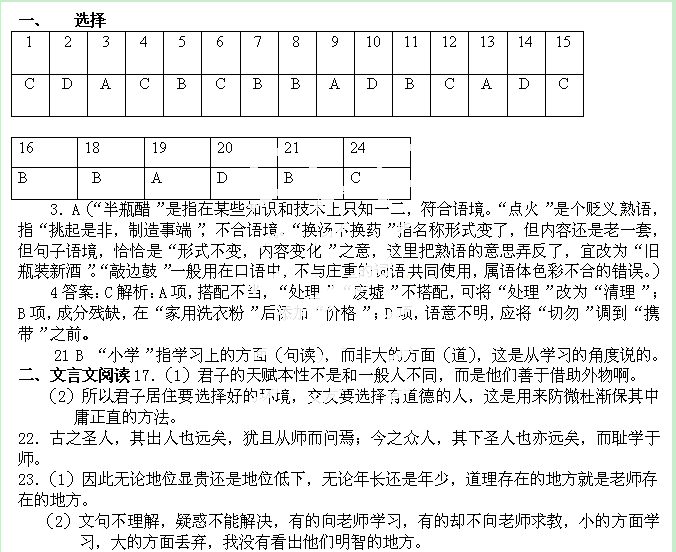 一、 选择
1 2 3 4 5 6 7 8 9 10 11 12 13 14 15
C D A C B C B B A D B C A D C
16 18 19 20 21 24
B B A D B C
3．A（“半瓶醋”是指在某些知识和技术上只知一二，符合语境。“点火”是个贬义熟语，
指“挑起是非，制造事端”，不合语境。“换汤不换药”指名称形式变了，但内容还是老一套，
但句子语境，恰恰是“形式不变，内容变化”之意，这里把熟语的意思弄反了，宜改为“旧
瓶装新酒”。“敲边鼓”一般用在口语中，不与庄重的词语共同使用，属语体色彩不合的错误。）
4 答案：C 解析：A 项，搭配不当，“处理”“废墟”不搭配，可将“处理”改为“清理”；
B 项，成分残缺，在“家用洗衣粉”后添加“价格”；D 项，语意不明，应将“切勿”调到“携
带”之前。
21 B “小学”指学习上的方面（句读），而非大的方面（道），这是从学习的角度说的。
二、文言文阅读 17．（1）君子的天赋本性不是和一般人不同，而是他们善于借助外物啊。
（2）所以君子居住要选择好的环境，交友要选择有道德的人，这是用来防微杜渐保其中
庸正直的方法。
22．古之圣人，其出人也远矣，犹且从师而问焉；今之众人，其下圣人也亦远矣，而耻学于
师。
23．（1）因此无论地位显贵还是地位低下，无论年长还是年少，道理存在的地方就是老师存
在的地方。
（2）文句不理解，疑惑不能解决，有的向老师学习，有的却不向老师求教，小的方面学
习，大的方面丢弃，我没有看出他们明智的地方。